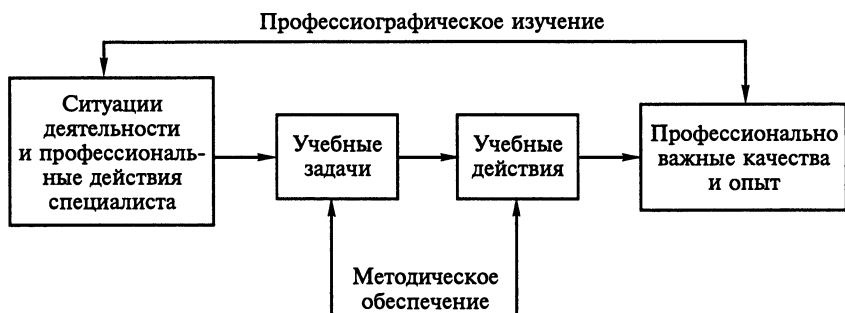 Профессиографическое изучение
Ситуации
деятельности
и профессиональ-
ные действия
специалиста
Учебные
задачи
Учебные
действия
Профессионально
важные качества
и опыт
Методическое
обеспечение